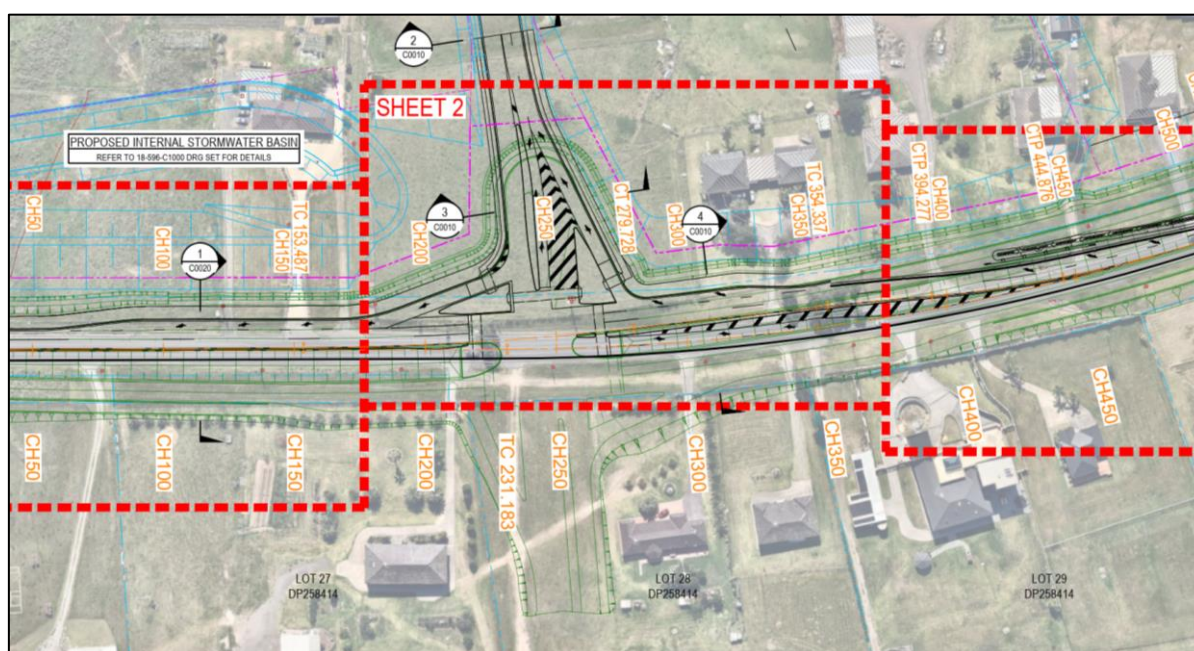 2
C0010
SHEET 2
PROPOSED INTERNAL STORMWATER BASIN
REFER TO 18-596-C1000 DRG SET FOR DETAILS
CH50
CH100
TC 153.487
CH150
1
C0020
CH200
3
C0010
CH250
CT 279.728
CH300
4
C0010
TC 354.337
CH350
CTP 394.277
CH400
CTP 444.876
CH450
CH500
CH50
CH100
CH150
CH200
TC 231.183
CH250
CH300
CH350
CH400
CH450
LOT 27
DP258414
LOT 28
DP258414
LOT 29
DP258414